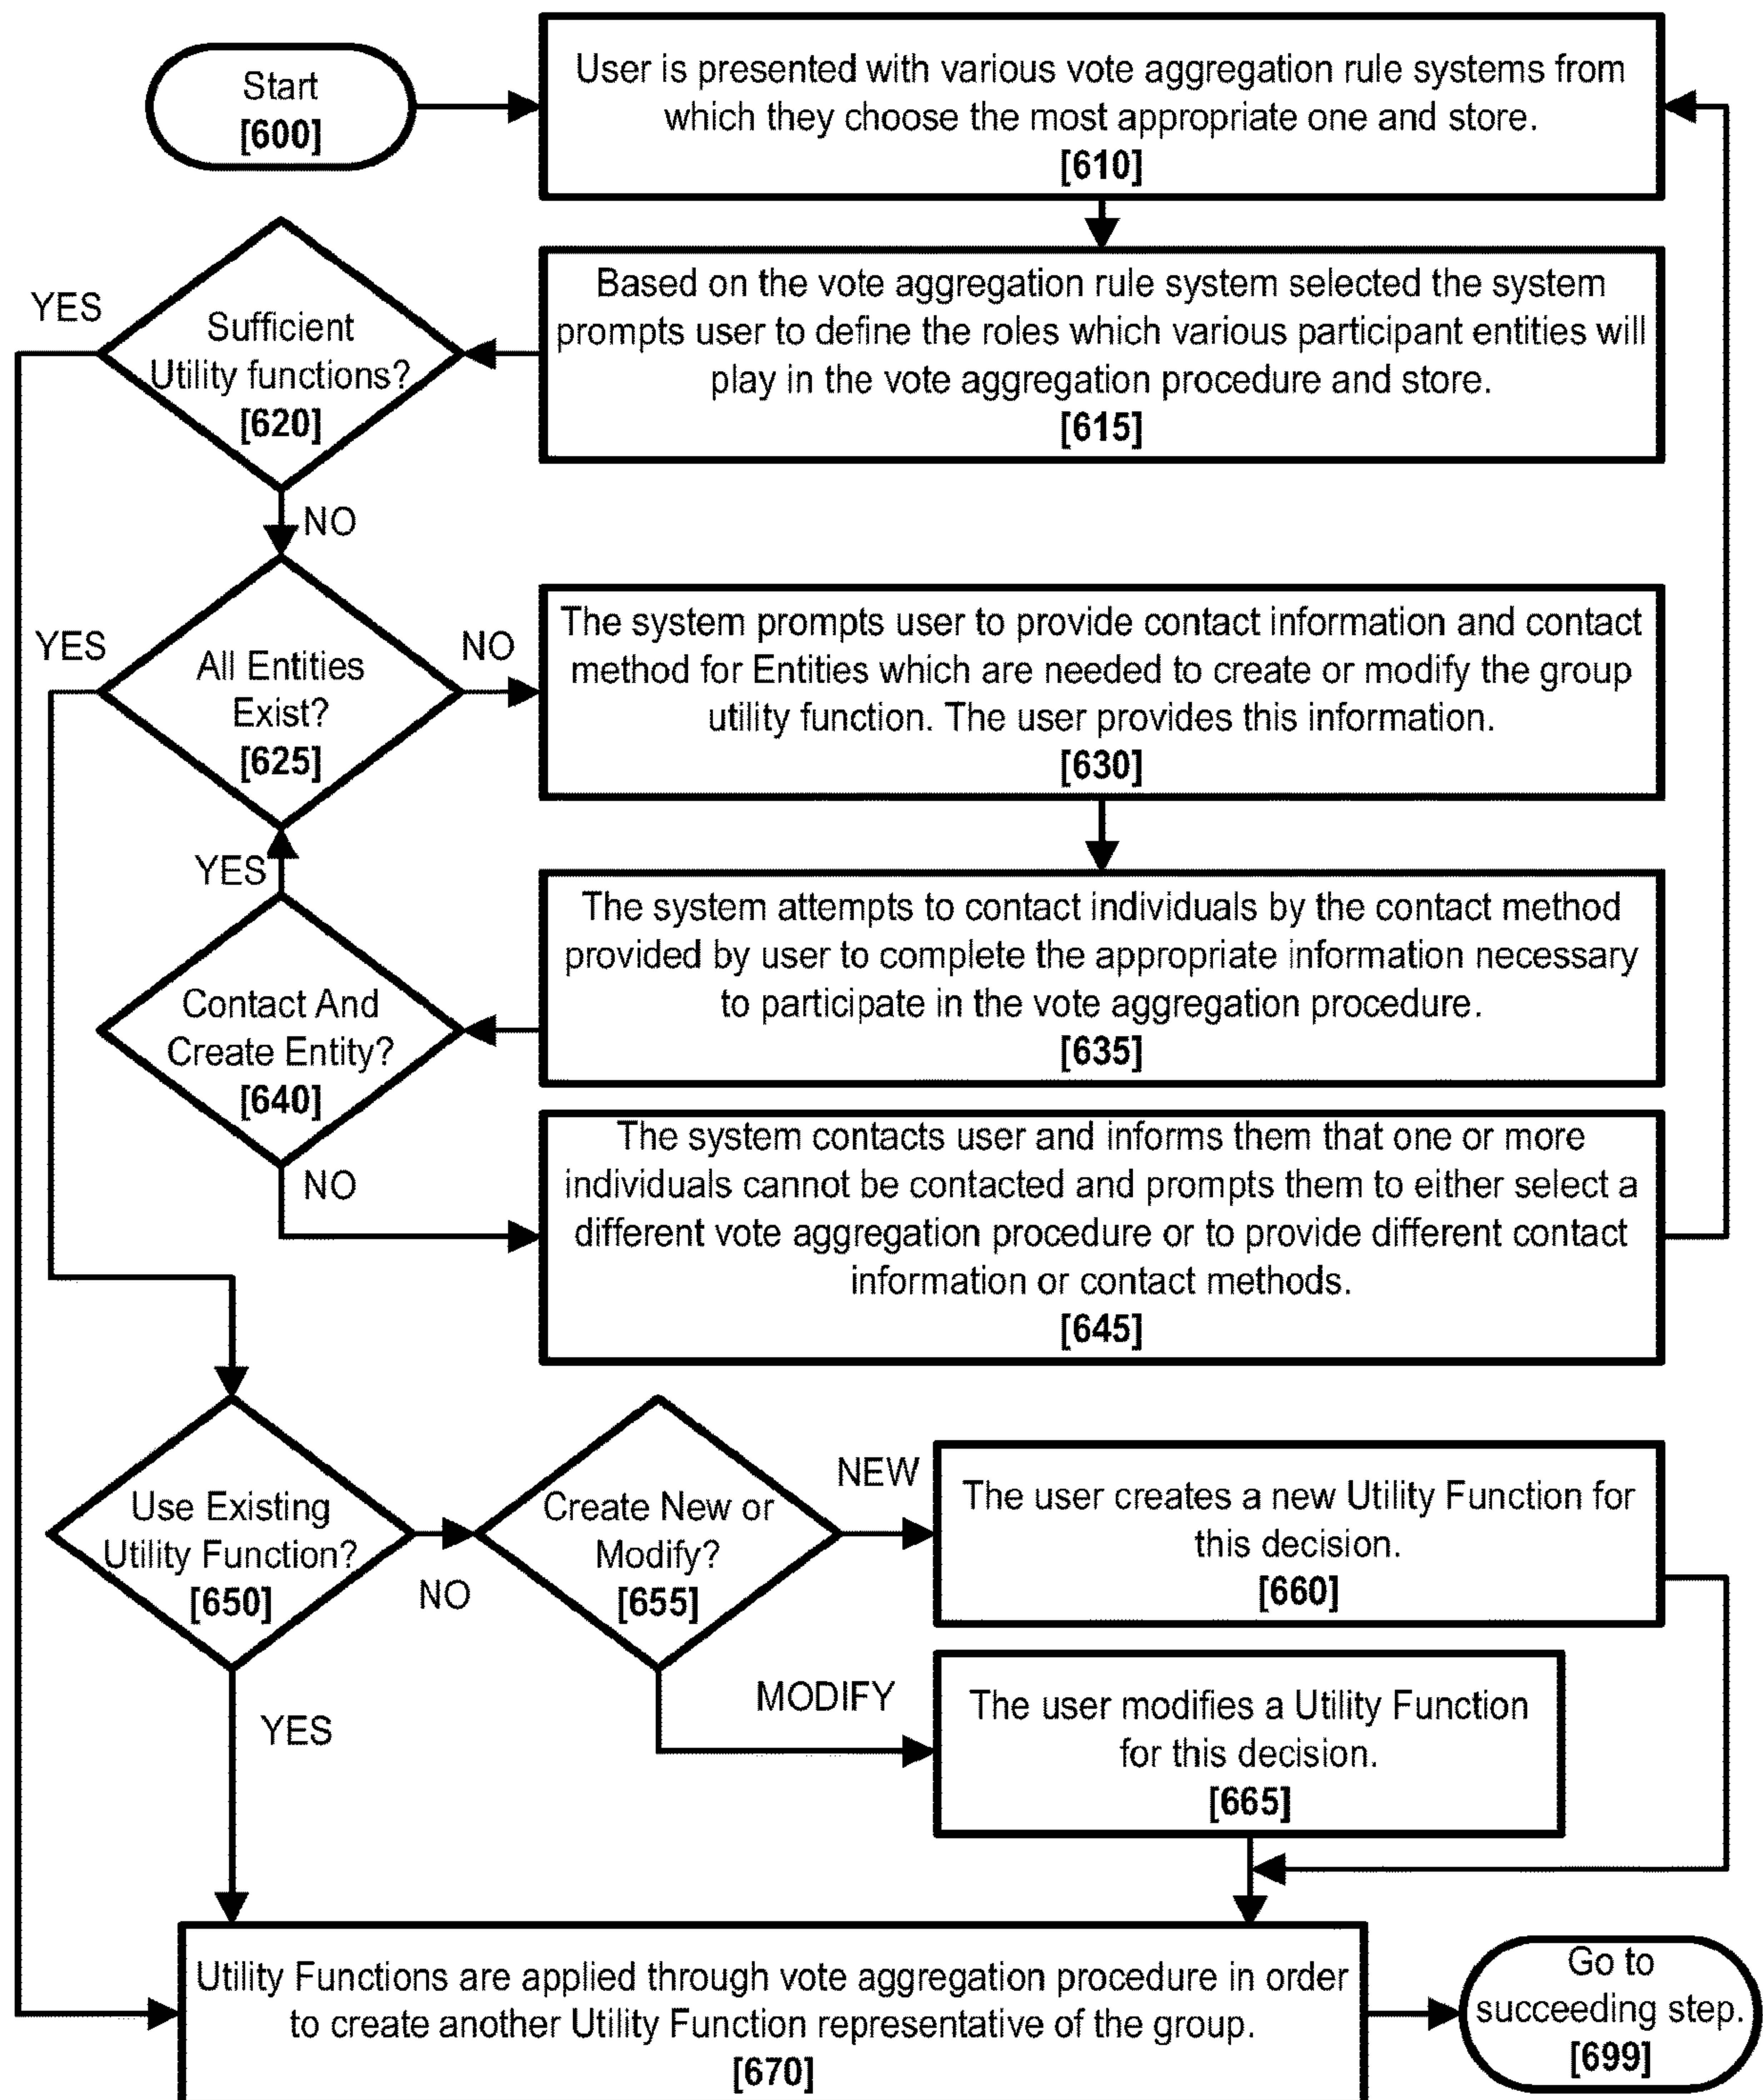 Start
[600]
User is presented with various vote aggregation rule systems from
which they choose the most appropriate one and store.
[610]
Based on the vote aggregation rule system selected the system
prompts user to define the roles which various participant entities will
play in the vote aggregation procedure and store.
[615]
YES
Sufficient
Utility functions?
[620]
NO
YES
All Entities
Exist?
[625]
NO
The system prompts user to provide contact information and contact
method for Entities which are needed to create or modify the group
utility function. The user provides this information.
[630]
YES
The system attempts to contact individuals by the contact method
provided by user to complete the appropriate information necessary
to participate in the vote aggregation procedure.
[635]
Contact And
Create Entity?
[640]
NO
The system contacts user and informs them that one or more
individuals cannot be contacted and prompts them to either select a
different vote aggregation procedure or to provide different contact
information or contact methods.
[645]
Use Existing
Utility Function?
[650]
NO
Create New or
Modify?
[655]
NEW
The user creates a new Utility Function for
this decision.
[660]
MODIFY
The user modifies a Utility Function
for this decision.
[665]
YES
Utility Functions are applied through vote aggregation procedure in order
to create another Utility Function representative of the group.
[670]
Go to
succeeding step.
[699]